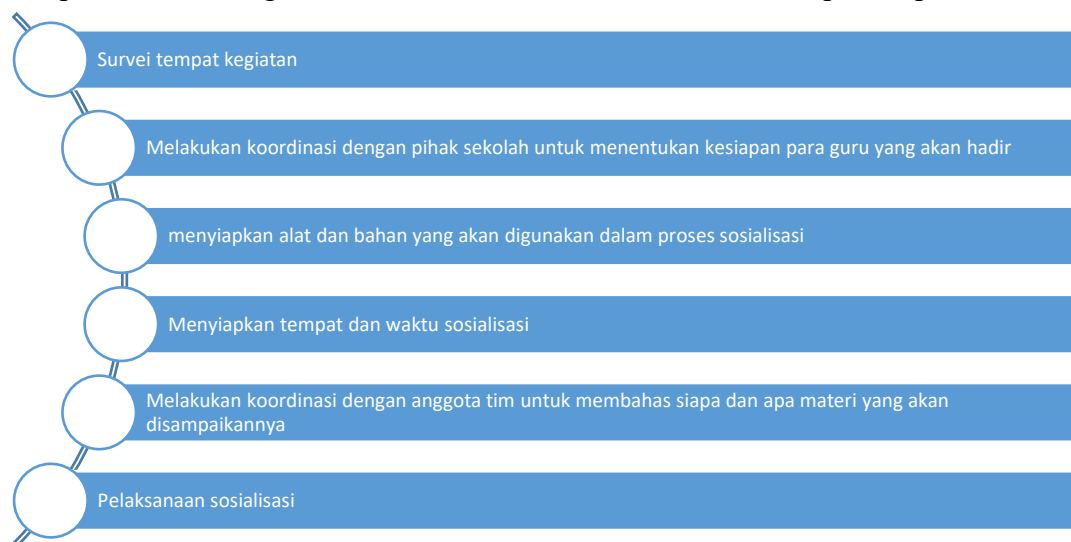 Survei tempat kegiatan
Melakukan koordinasi dengan pihak sekolah untuk menentukan kesiapan para guru yang akan hadir
menyiapkan alat dan bahan yang akan digunakan dalam proses sosialisasi
Menyiapkan tempat dan waktu sosialisasi
Melakukan koordinasi dengan anggota tim untuk membahas siapa dan apa materi yang akan
disampaikannya
Pelaksanaan sosialisasi